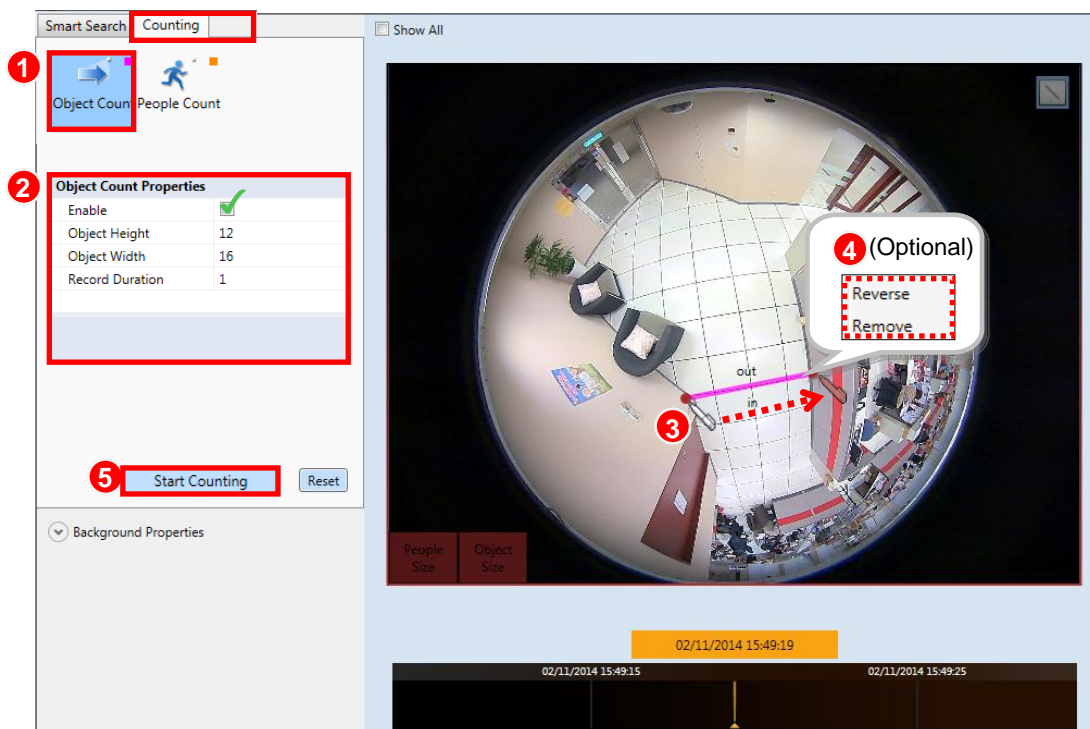 Smart Search
Counting
Show All
1
Object Count
People Count
2
Object Count Properties
Enable
Object Height 12
Object Width 16
Record Duration 1
4 (Optional)
Reverse
Remove
out
in
3
5
Start Counting
Reset
Background Properties
People
Size
Object
Size
02/11/2014 15:49:19
02/11/2014 15:49:15
02/11/2014 15:49:25